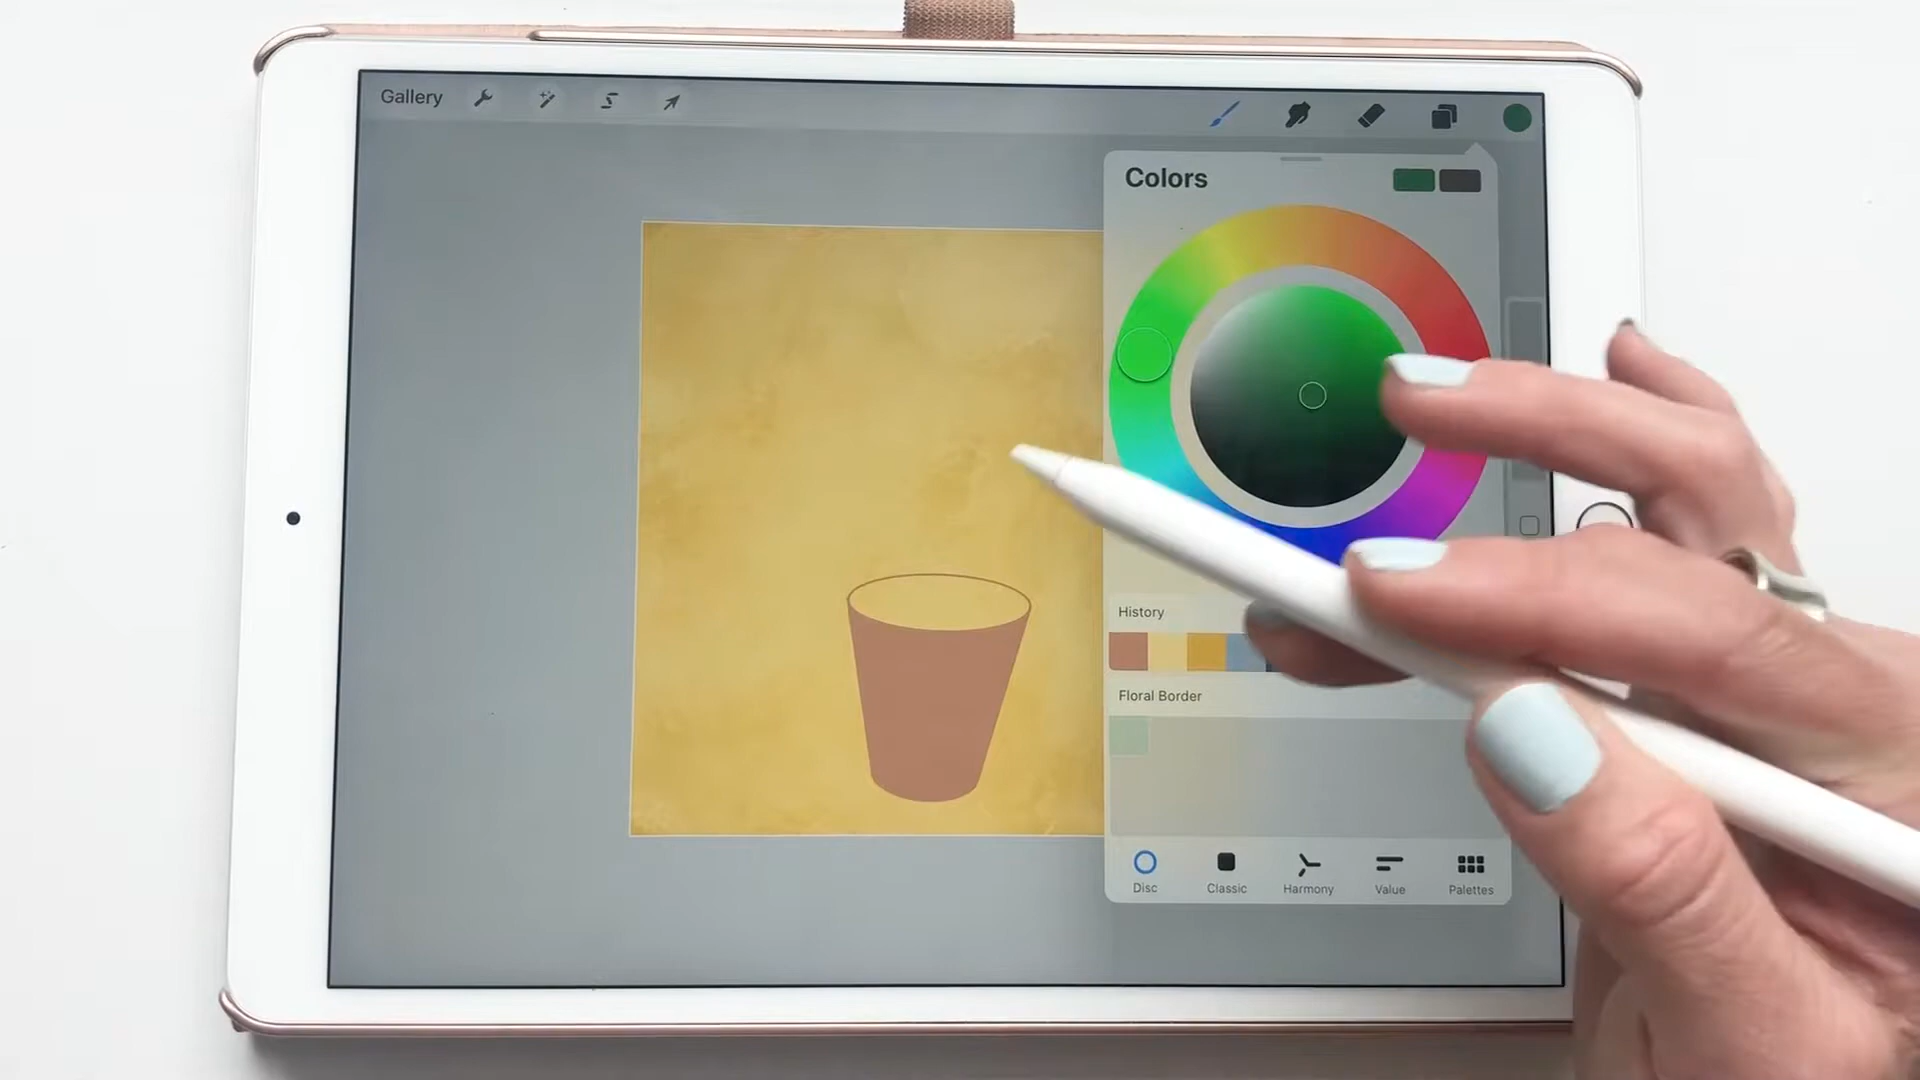 Gallery
Colors
History
Floral Border
Disc
Classic
Harmony
Value
Palettes